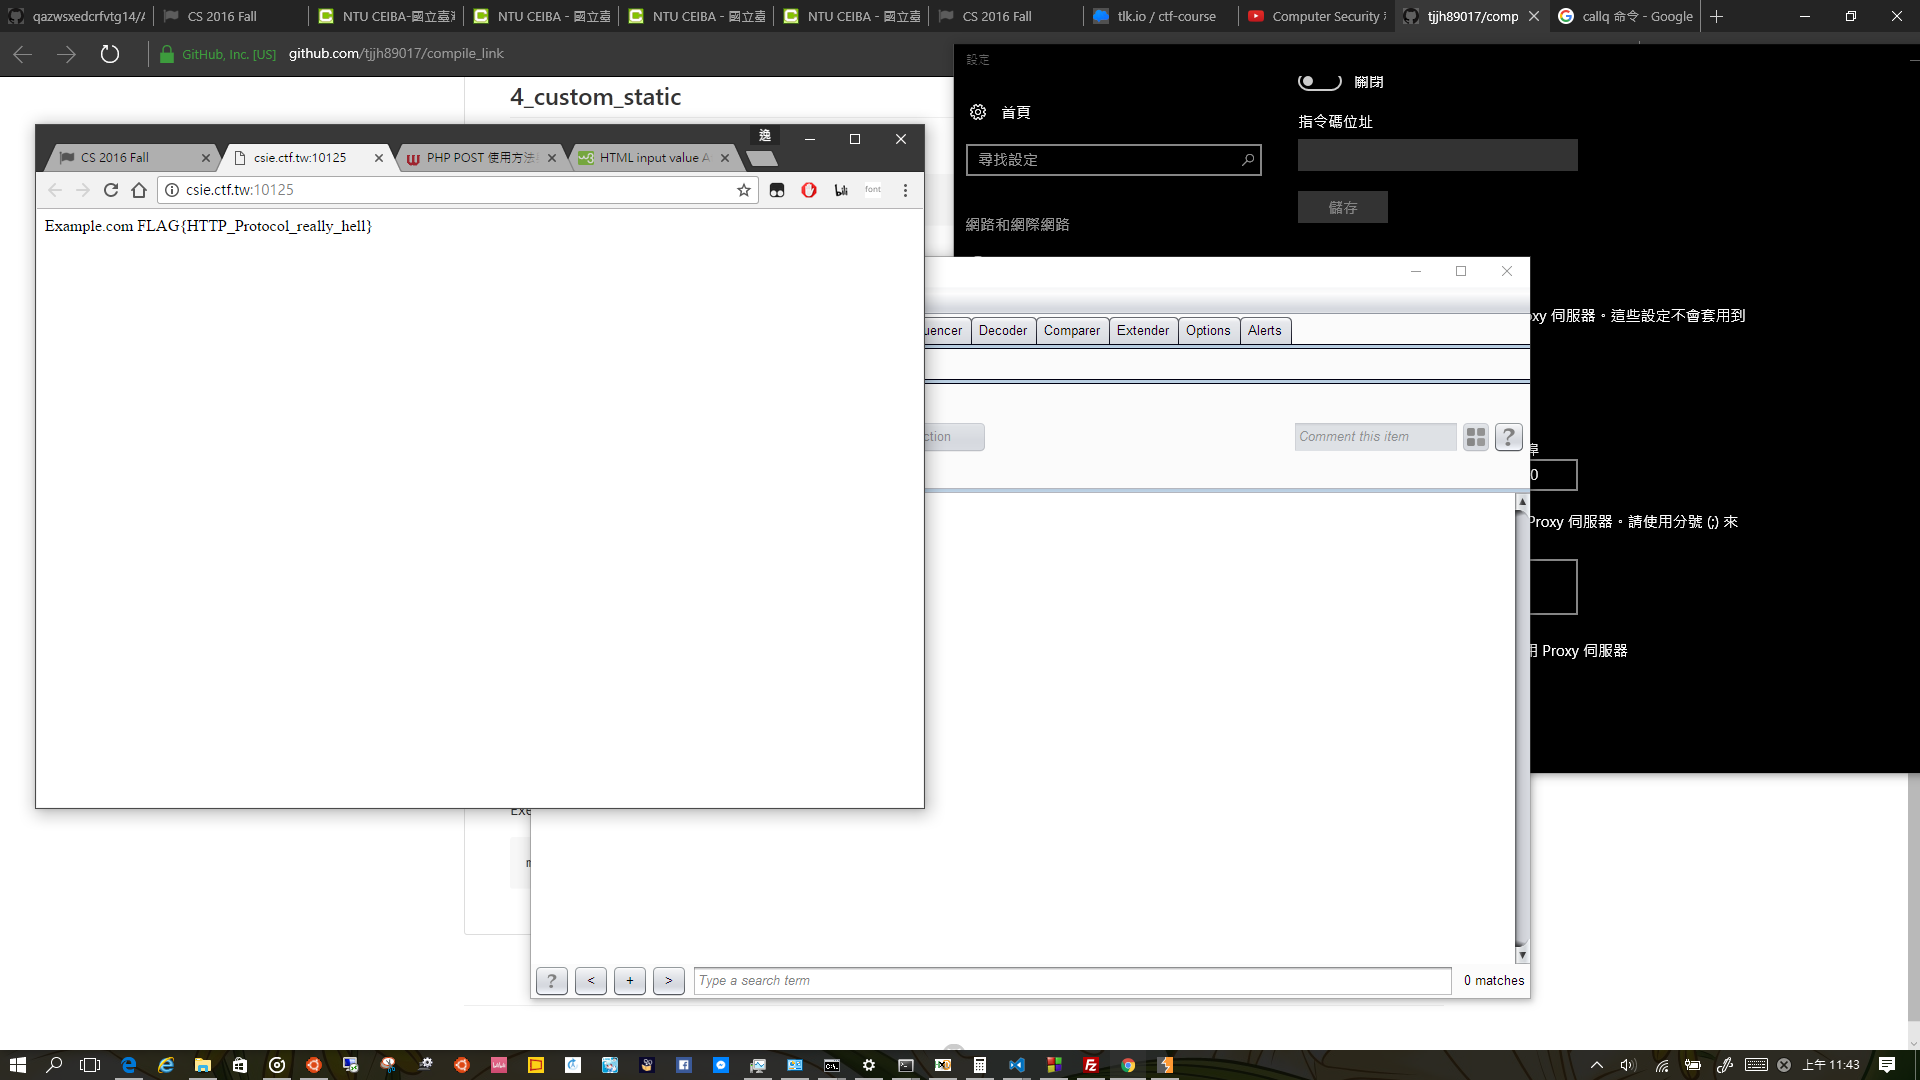 qazwsxedcrfvtg14/A
CS 2016 Fall
NTU CEIBA-國立臺灣
NTU CEIBA - 國立臺
NTU CEIBA - 國立臺
NTU CEIBA - 國立臺
CS 2016 Fall
tlk.io / ctf-course
Computer Security
tjjh89017/comp
callq 命令 - Google
GitHub, Inc. [US]
github.com/tjjh89017/compile_link
4_custom_static
逸
CS 2016 Fall
csie.ctf.tw:10125
PHP POST 使用方法
HTML input value A
csie.ctf.tw:10125
font
Example.com FLAG{HTTP_Protocol_really_hell}
設定
關閉
首頁
指令碼位址
尋找設定
儲存
網路和網際網路
oxy 伺服器。這些設定不會套用到
uencer
Decoder
Comparer
Extender
Options
Alerts
ction
Comment this item
?
埠
0
Proxy 伺服器。請使用分號 (;) 來
用 Proxy 伺服器
Exe
m
?
<
+
>
Type a search term
0 matches
上午 11:43